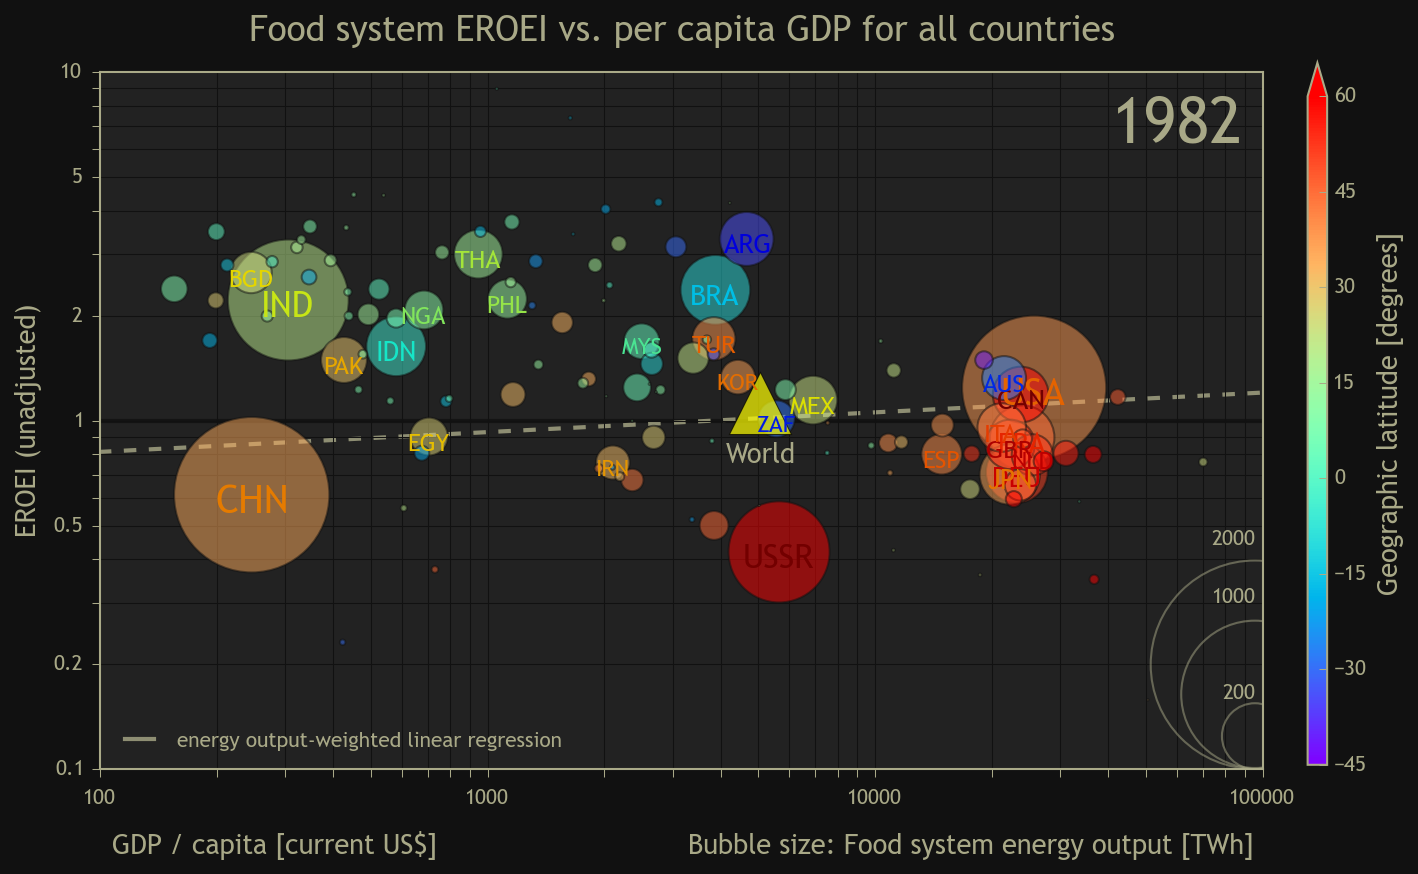 Food system EROEI vs. per capita GDP for all countries
1982
10
5
2
1
0.5
0.2
0.1
EROEI (unadjusted)
ARG
THA
BGD
IND
PHL
BRA
NGA
IDN
MYS
TUR
PAK
KOR
AUS
CAN
MEX
ZAF
EGY
World
GBR
ESP
IRN
CHN
USSR
2000
1000
200
energy output-weighted linear regression
100
1000
10000
100000
GDP / capita [current US$]
Bubble size: Food system energy output [TWh]
60
45
30
15
0
−15
−30
−45
Geographic latitude [degrees]